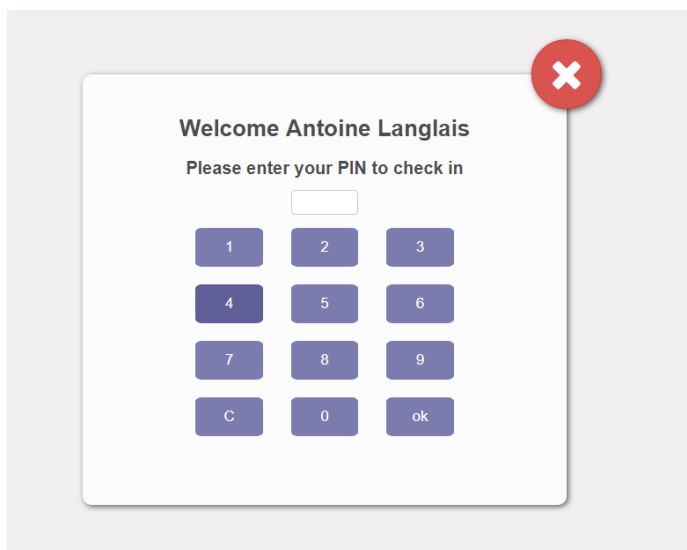 Welcome Antoine Langlais
Please enter your PIN to check in
1 2 3
4 5 6
7 8 9
C 0 ok